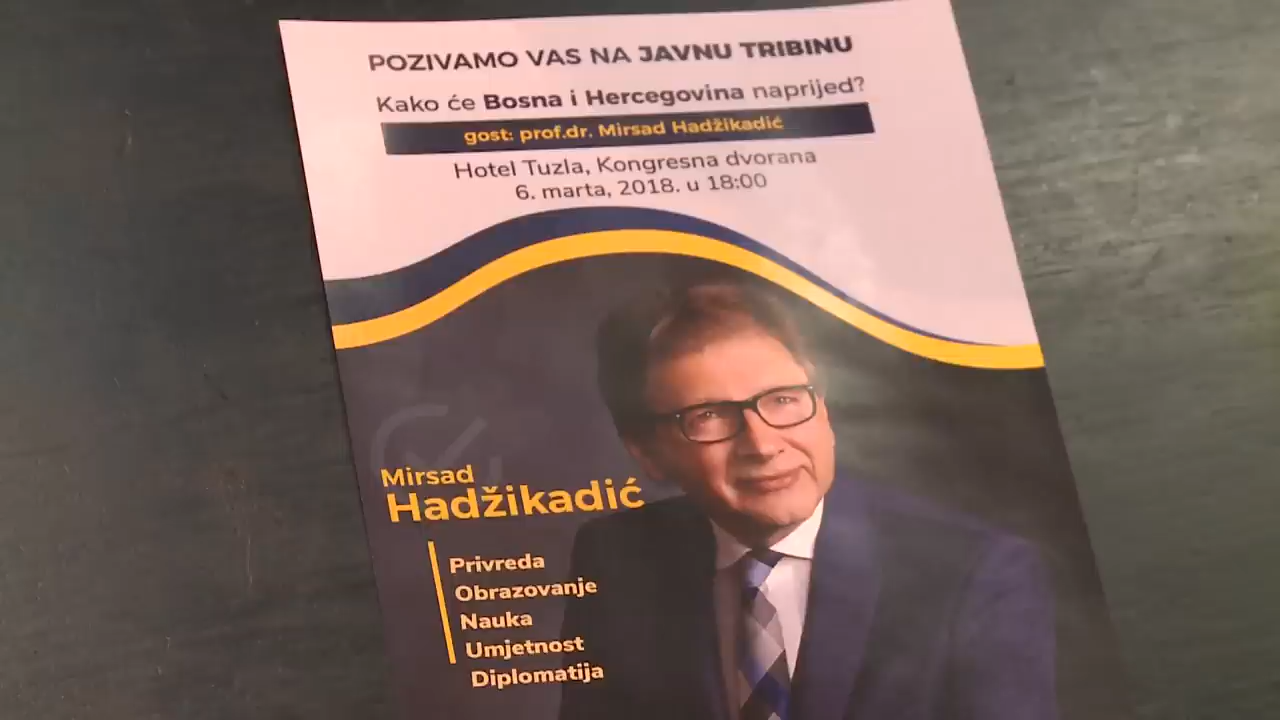 POZIVAMO VAS NA JAVNU TRIBINU
Kako će Bosna i Hercegovina naprijed?
gost: prof.dr. Mirsad Hadžikadić
Hotel Tuzla, Kongresna dvorana
6. marta, 2018. u 18:00
Mirsad
Hadžikadić
Privreda
Obrazovanje
Nauka
Umjetnost
Diplomatija